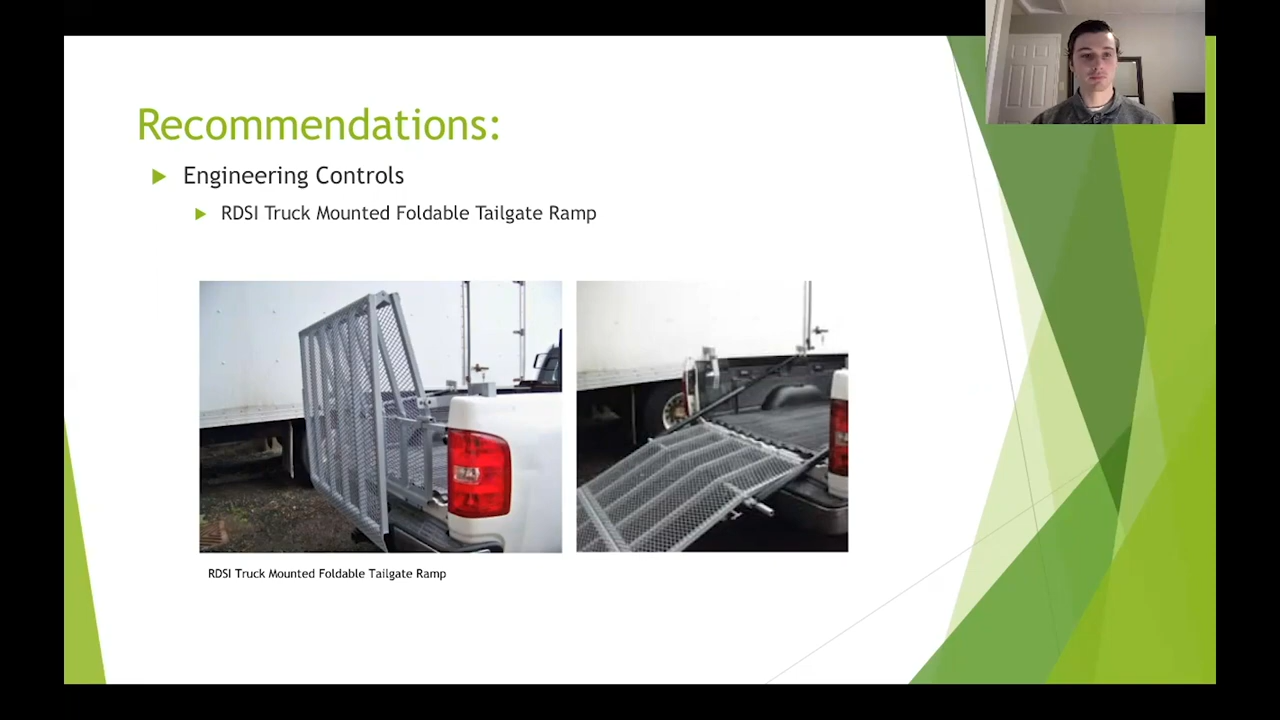 Recommendations:
Engineering Controls
RDSI Truck Mounted Foldable Tailgate Ramp
RDSI Truck Mounted Foldable Tailgate Ramp